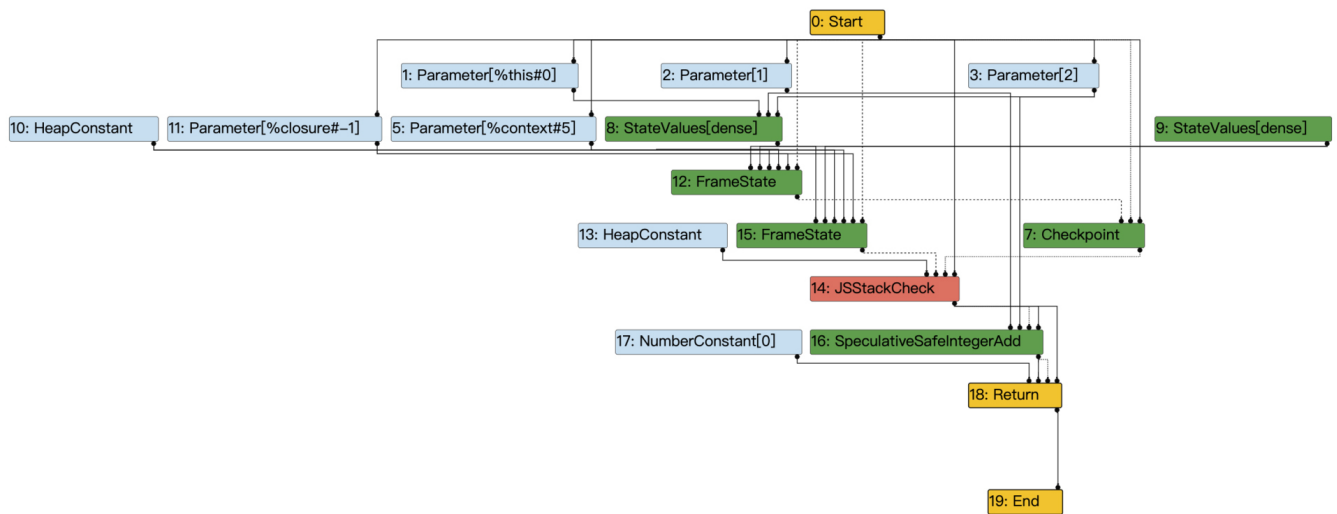 0: Start
1: Parameter[%this#0]
2: Parameter[1]
3: Parameter[2]
10: HeapConstant
11: Parameter[%closure#-1]
5: Parameter[%context#5]
8: StateValues[dense]
9: StateValues[dense]
12: FrameState
13: HeapConstant
15: FrameState
7: Checkpoint
14: JSStackCheck
17: NumberConstant[0]
16: SpeculativeSafeIntegerAdd
18: Return
19: End